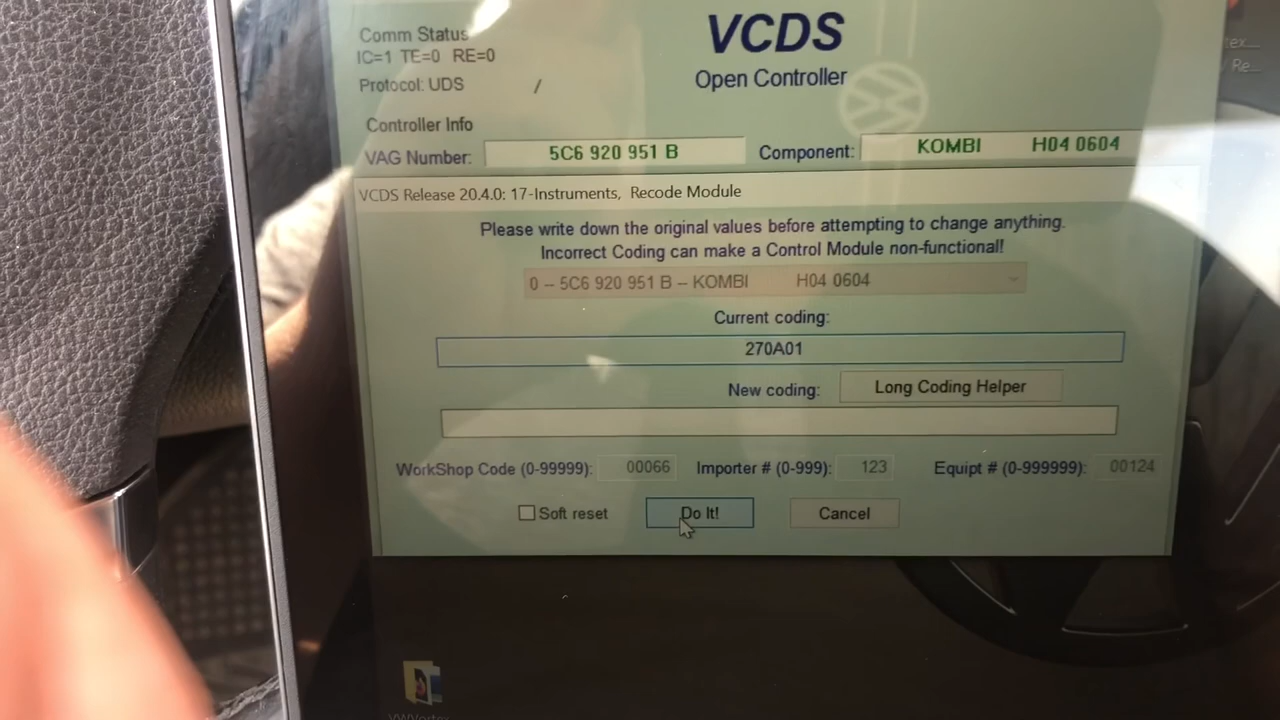 Comm Status
IC=1 TE=0 RE=0
Protocol: UDS /
VCDS
Open Controller
Controller Info
VAG Number: 5C6 920 951 B Component: KOMBI H04 0604
VCDS Release 20.4.0: 17-Instruments, Recode Module
Please write down the original values before attempting to change anything.
Incorrect Coding can make a Control Module non-functional!
0 -- 5C6 920 951 B -- KOMBI H04 0604
Current coding:
270A01
New coding: Long Coding Helper
WorkShop Code (0-99999): 00066 Importer # (0-999): 123 Equipt # (0-999999): 00124
Soft reset Do It! Cancel